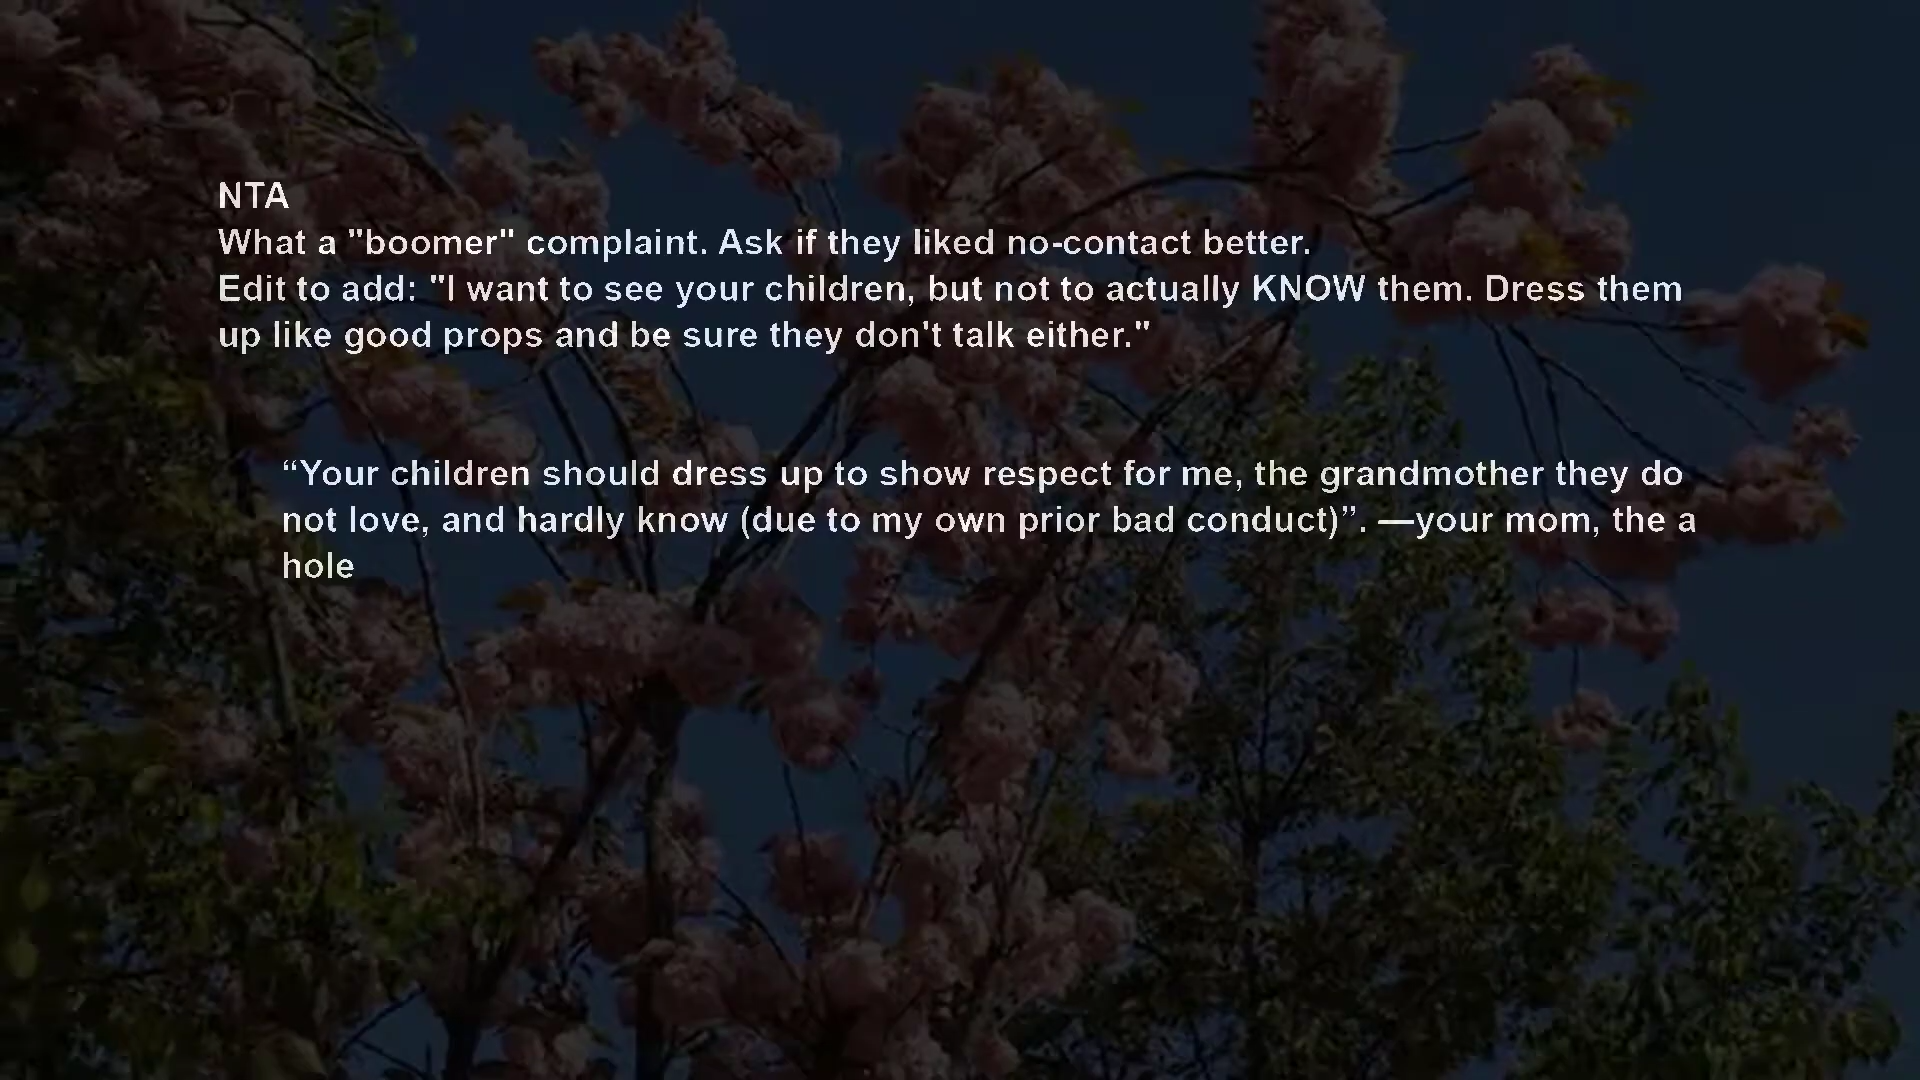 NTA
What a "boomer" complaint. Ask if they liked no-contact better.
Edit to add: "I want to see your children, but not to actually KNOW them. Dress them
up like good props and be sure they don't talk either."
“Your children should dress up to show respect for me, the grandmother they do
not love, and hardly know (due to my own prior bad conduct)”. —your mom, the a
hole